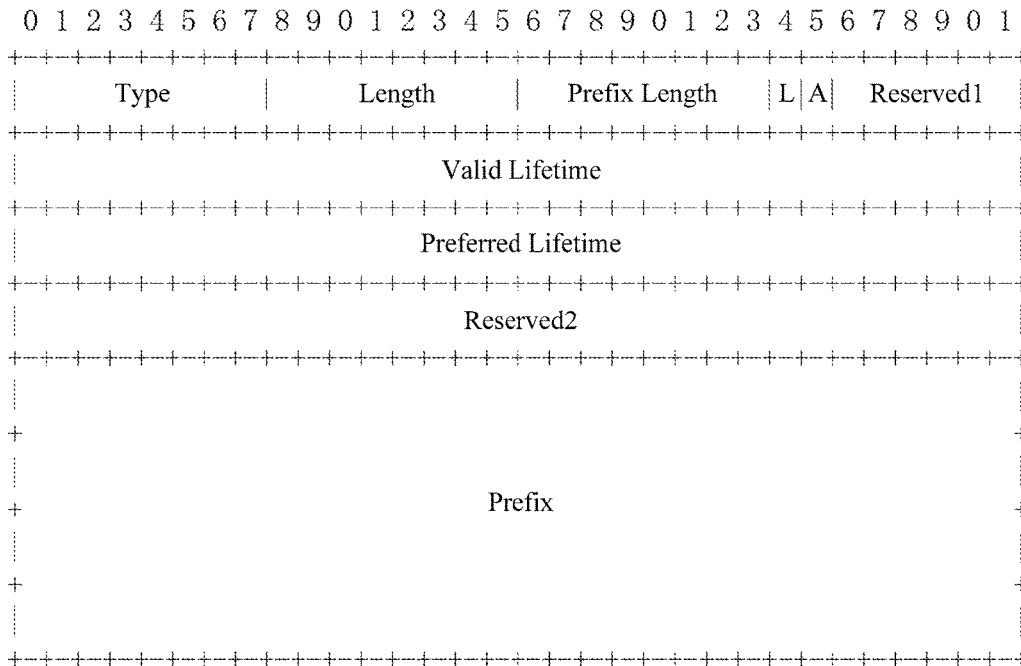 0 1 2 3 4 5 6 7 8 9 0 1 2 3 4 5 6 7 8 9 0 1 2 3 4 5 6 7 8 9 0 1
Type Length Prefix Length L A Reserved1
Valid Lifetime
Preferred Lifetime
Reserved2
Prefix